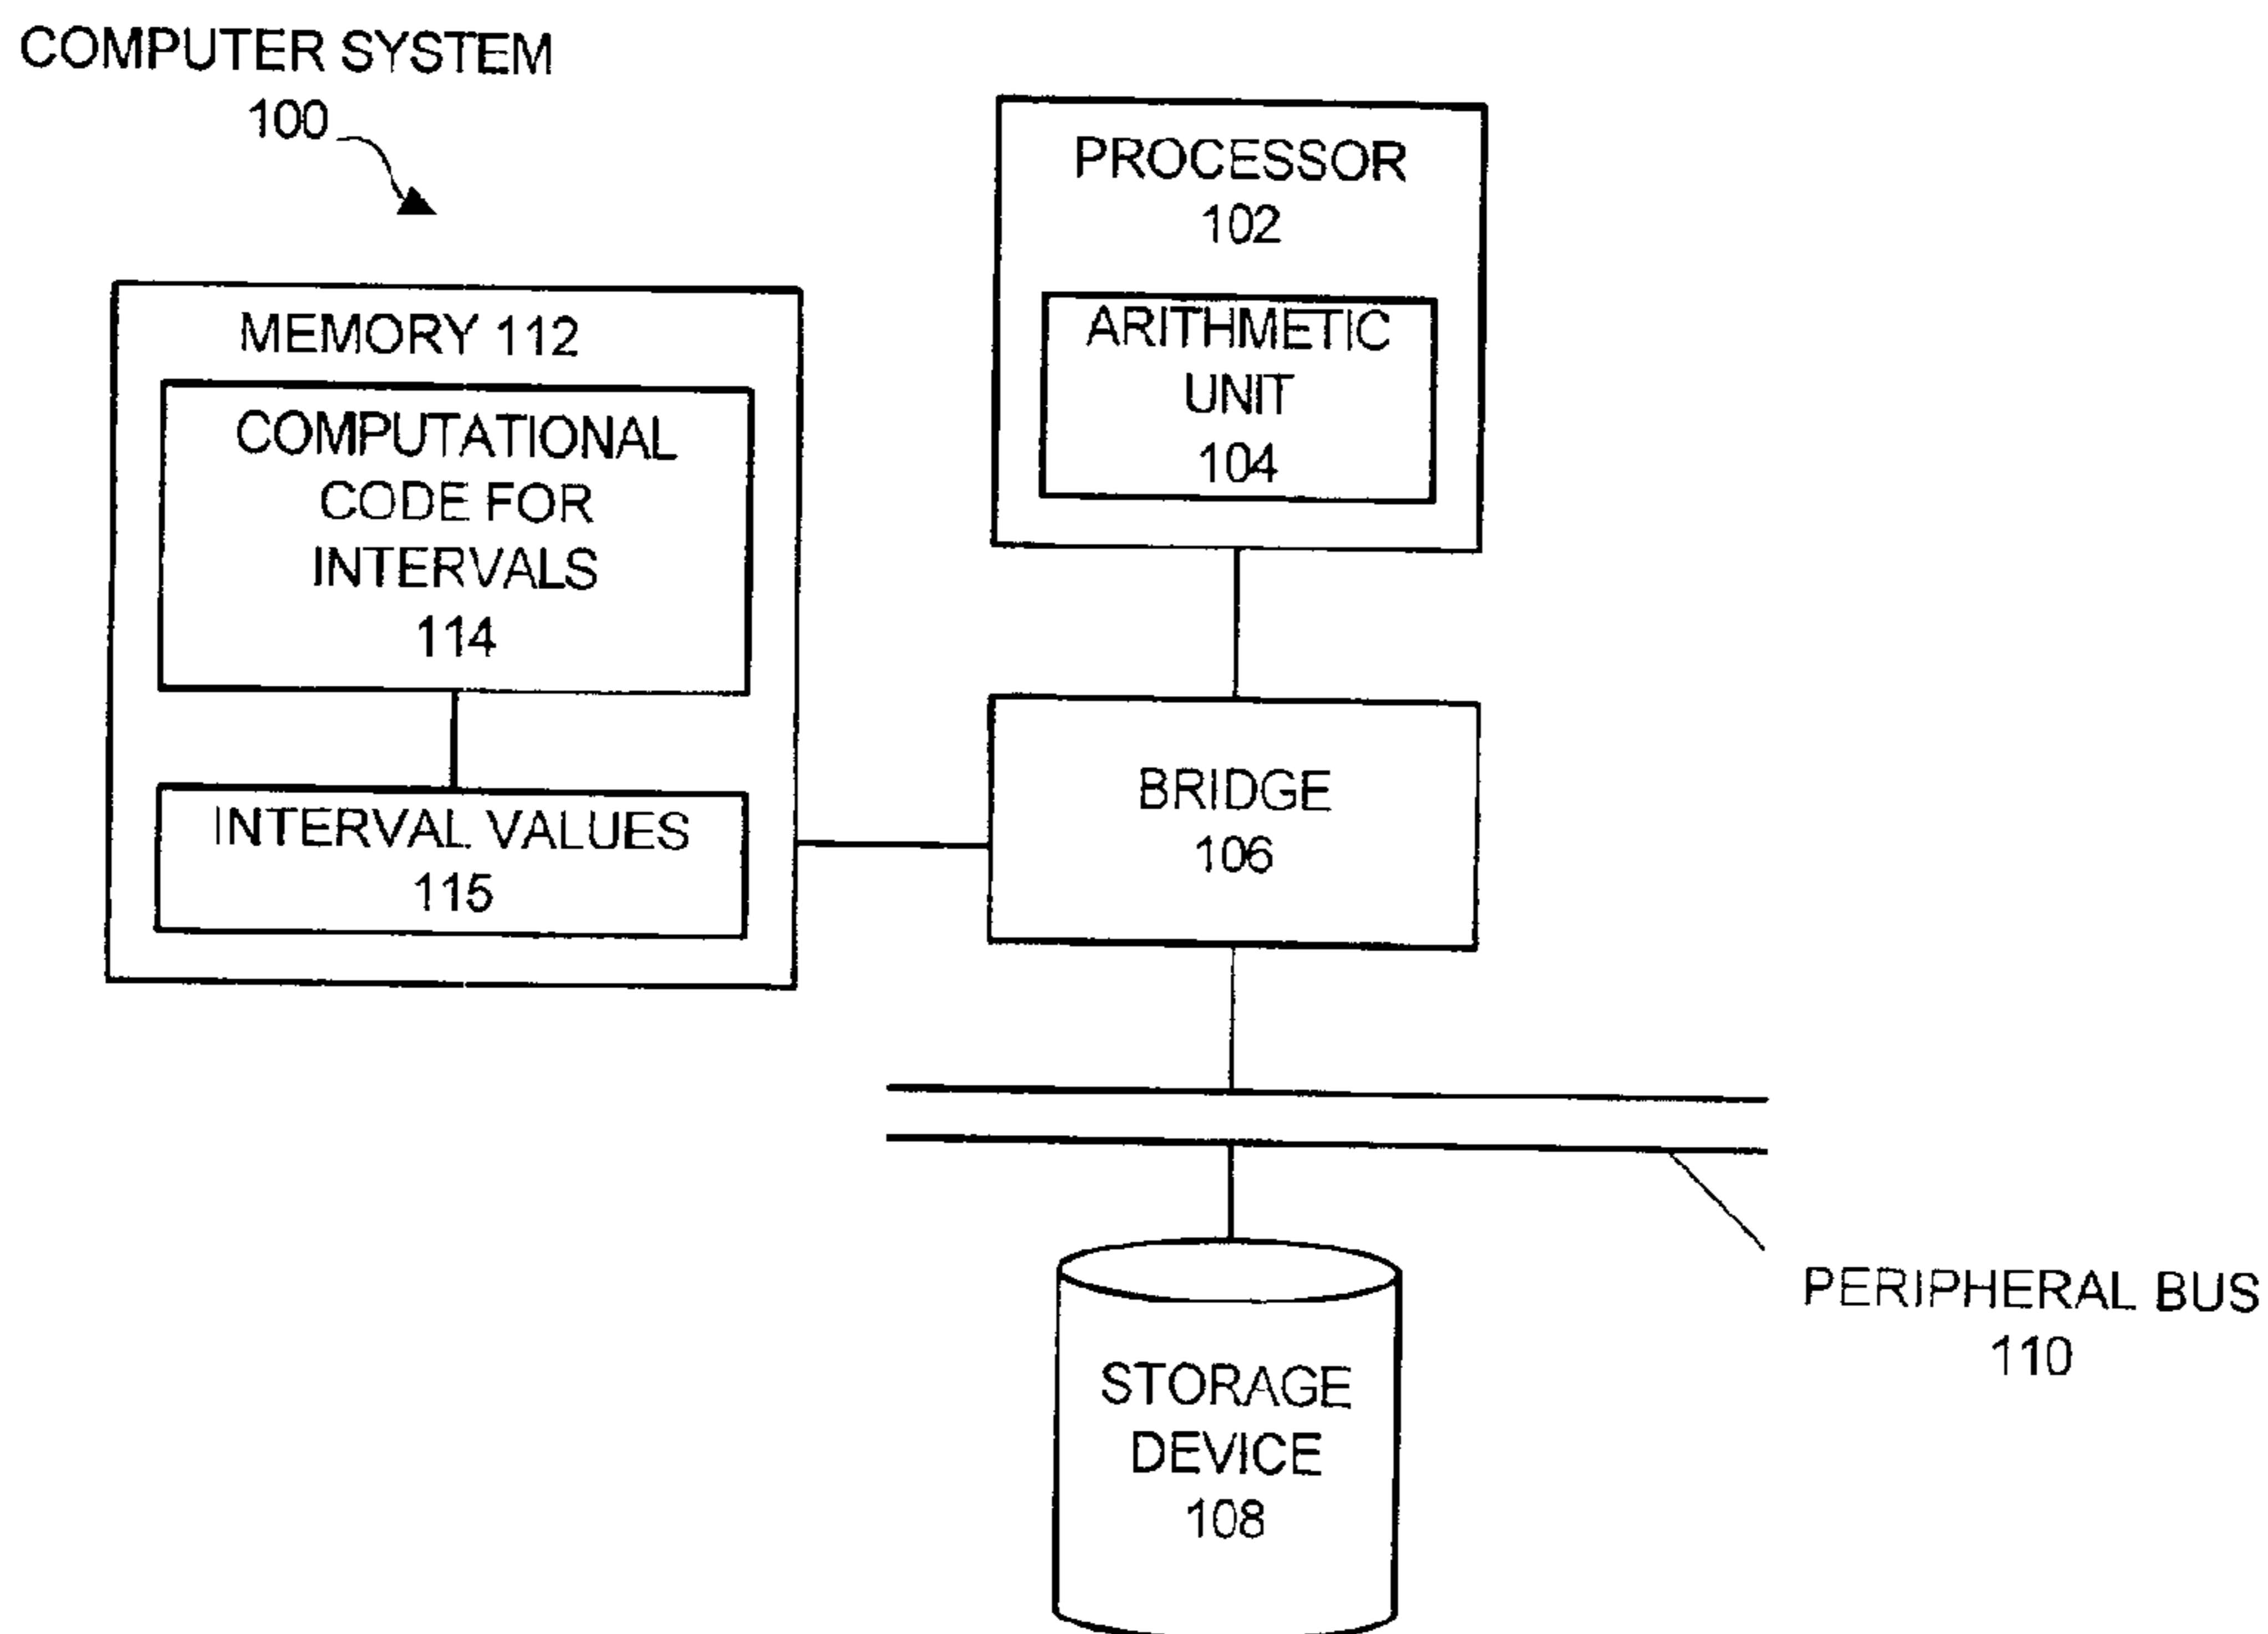 COMPUTER SYSTEM
100
PROCESSOR
102
ARITHMETIC
UNIT
104
MEMORY 112
COMPUTATIONAL
CODE FOR
INTERVALS
114
INTERVAL VALUES
115
BRIDGE
106
PERIPHERAL BUS
110
STORAGE
DEVICE
108